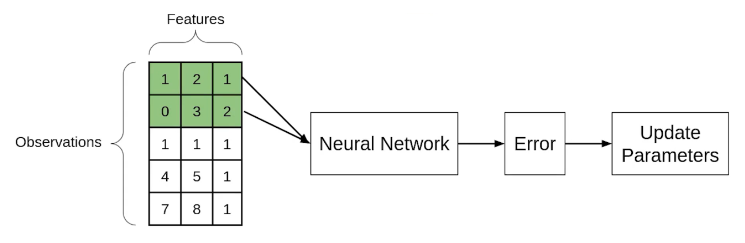 Features
1 2 1
0 3 2
1 1 1
4 5 1
7 8 1
Observations
Neural Network
Error
Update
Parameters